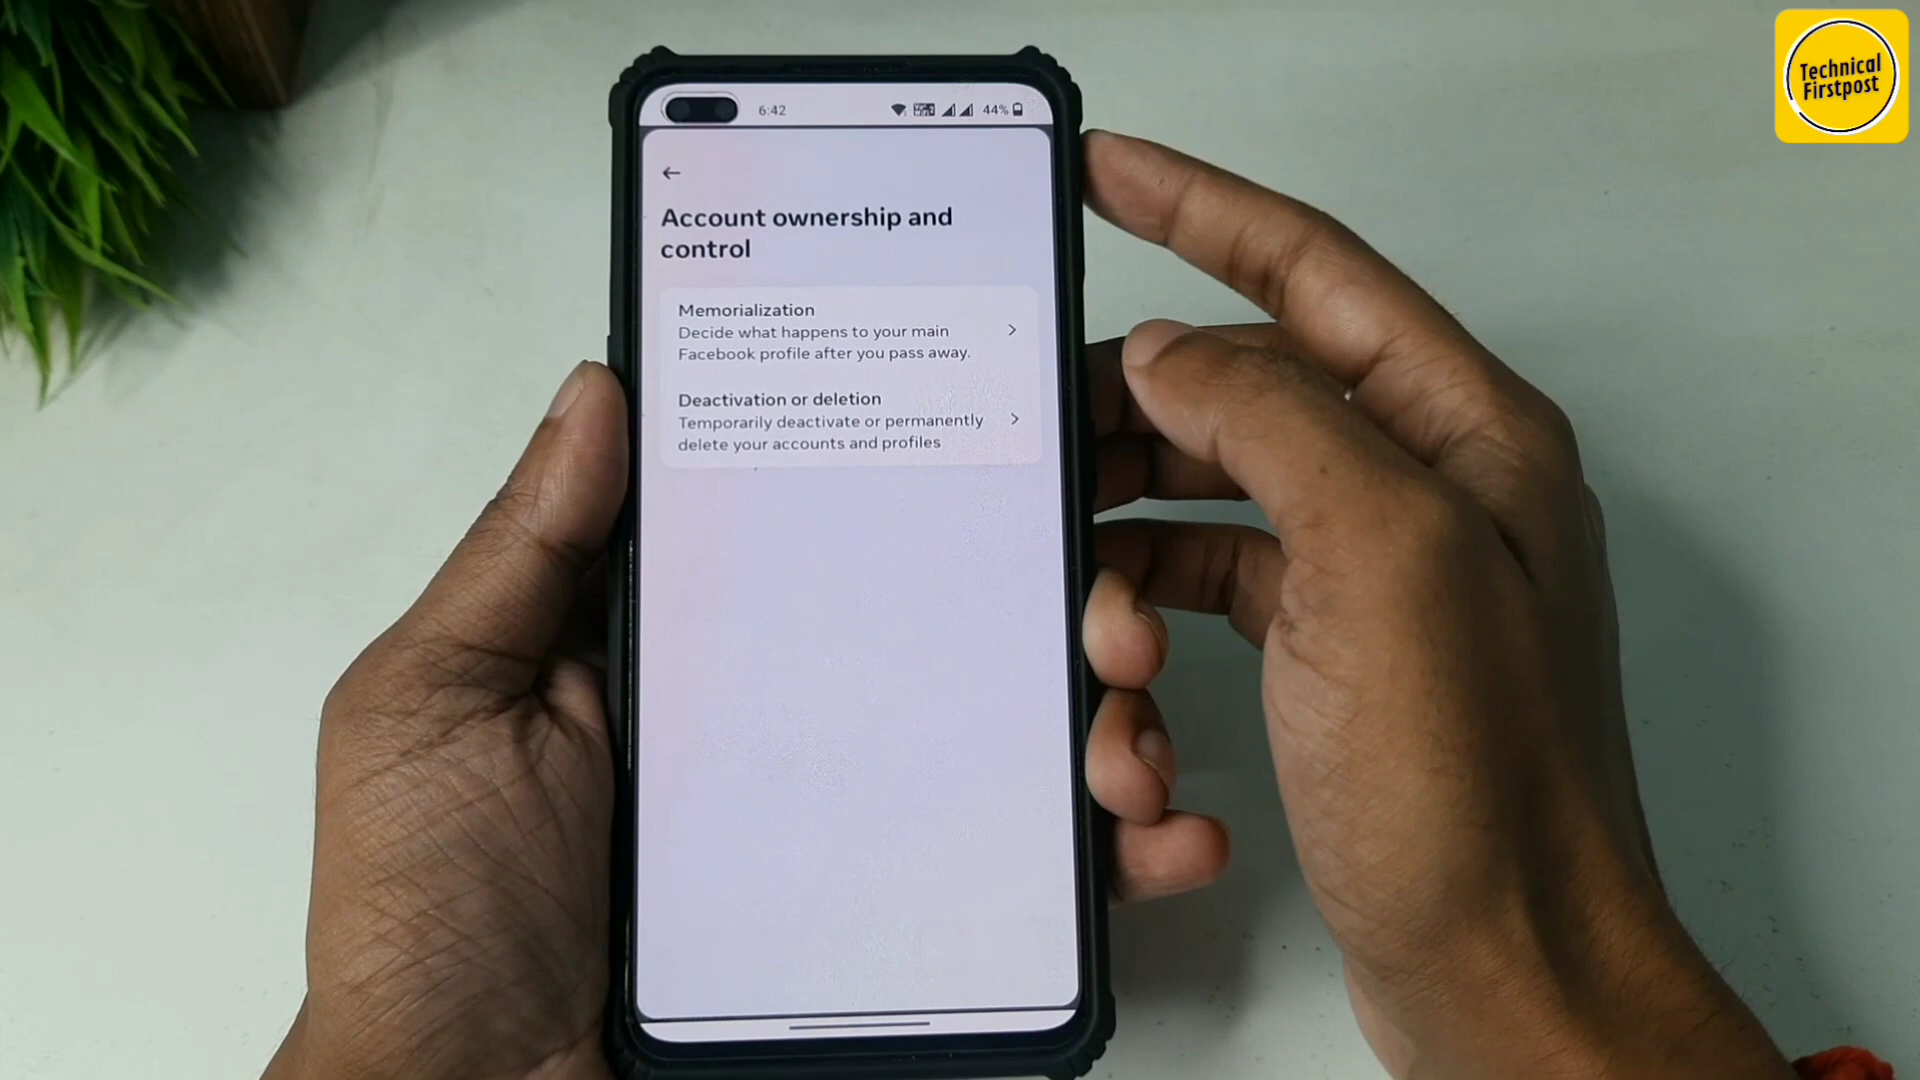 Technical
Firstpost
6:42
44%
Account ownership and
control
Memorialization
Decide what happens to your main
Facebook profile after you pass away.
Deactivation or deletion
Temporarily deactivate or permanently
delete your accounts and profiles